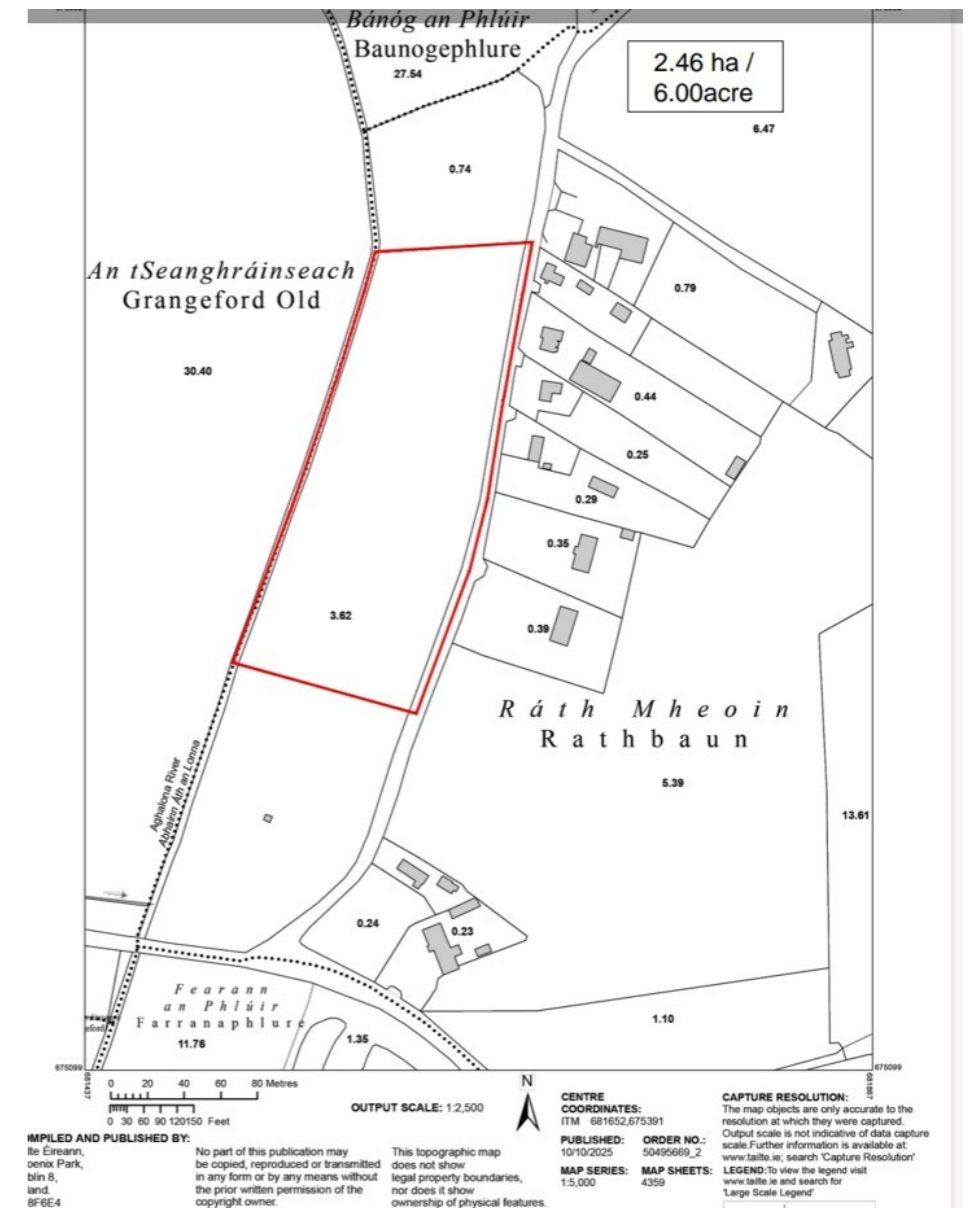 Bánóg an Phlúir
Baunogephlure
27.54
2.46 ha /
6.00acre
6.47
0.74
An tSeanghráinseach
Grangeford Old
30.40
0.79
0.44
0.25
0.29
0.35
0.39
3.62
Ráth Mheoin
Rathbaun
5.39
13.61
Aghalona River
Abhainn Áth an Lonna
0.24
0.23
Fearann
an Phlúir
Farranaphlure
11.76
1.35
1.10
675099
675099
681437
681867
0 20 40 60 80 Metres
0 30 60 90 120150 Feet
OUTPUT SCALE: 1:2,500
N
CENTRE
COORDINATES:
ITM 681652,675391
PUBLISHED: ORDER NO.:
10/10/2025 50495669_2
MAP SERIES: MAP SHEETS:
1:5,000 4359
CAPTURE RESOLUTION:
The map objects are only accurate to the
resolution at which they were captured.
Output scale is not indicative of data capture
scale.Further information is available at:
www.tailte.ie; search 'Capture Resolution'
LEGEND:To view the legend visit
www.tailte.ie and search for
'Large Scale Legend'
MPILED AND PUBLISHED BY:
lte Éireann,
oenix Park,
blin 8,
land.
8F6E4
No part of this publication may
be copied, reproduced or transmitted
in any form or by any means without
the prior written permission of the
copyright owner.
This topographic map
does not show
legal property boundaries,
nor does it show
ownership of physical features.